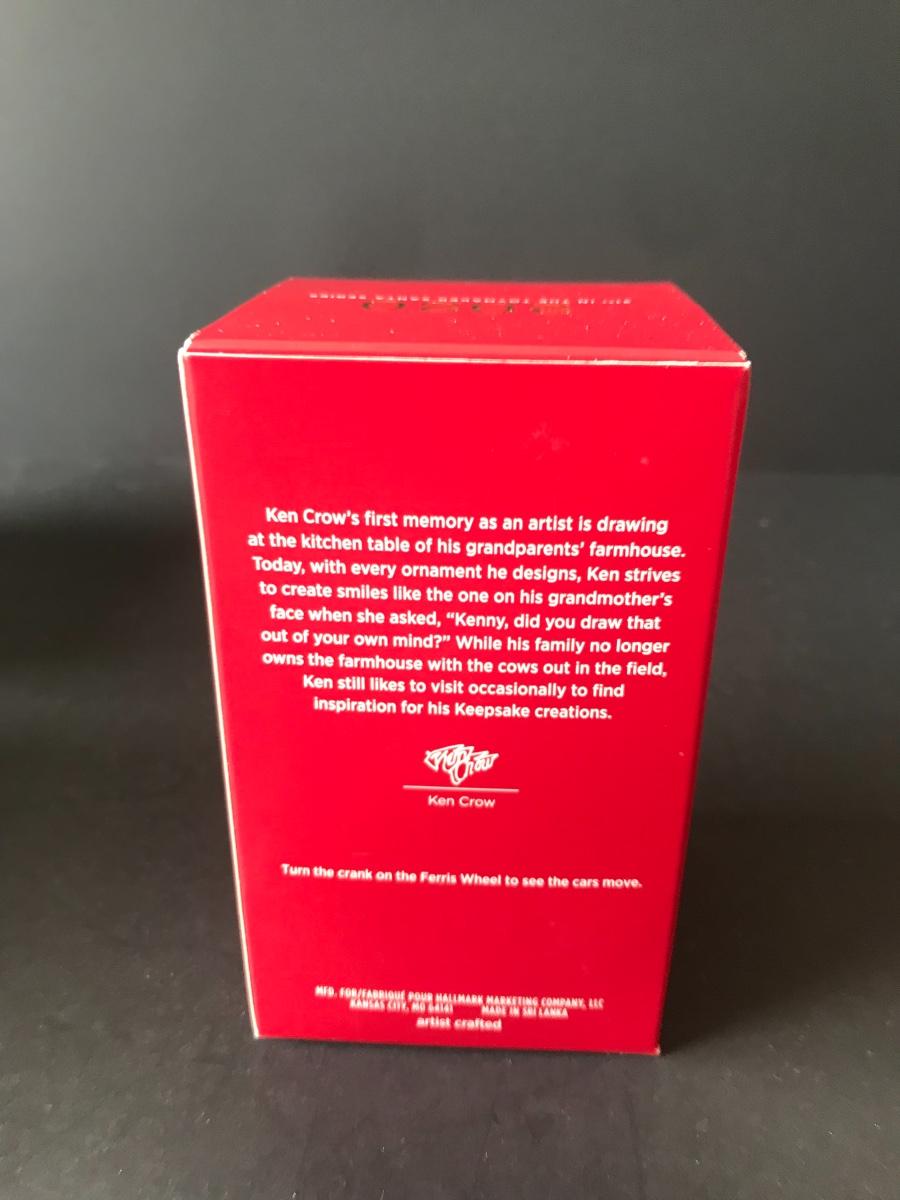 Ken Crow's first memory as an artist is drawing
at the kitchen table of his grandparents' farmhouse.
Today, with every ornament he designs, Ken strives
to create smiles like the one on his grandmother's
face when she asked, “Kenny, did you draw that
out of your own mind?” While his family no longer
owns the farmhouse with the cows out in the field,
Ken still likes to visit occasionally to find
inspiration for his Keepsake creations.
Ken Crow
Ken Crow
Turn the crank on the Ferris Wheel to see the cars move.
MFD. FOR/FABRIQUÉ POUR HALLMARK MARKETING COMPANY, LLC
KANSAS CITY, MO 64141 MADE IN SRI LANKA
artist crafted